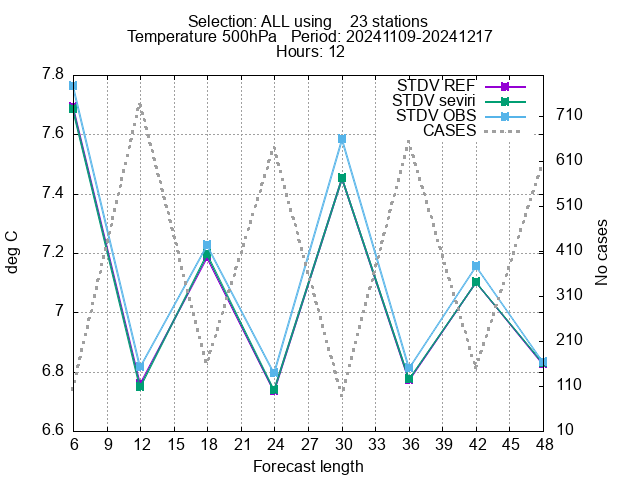 Selection: ALL using    23 stations
Temperature 500hPa   Period: 20241109-20241217
Hours: 12
STDV REF
STDV seviri
STDV OBS
CASES
7.8
7.6
7.4
7.2
7
6.8
6.6
deg C
710
610
510
410
310
210
110
10
No cases
6 9 12 15 18 21 24 27 30 33 36 39 42 45 48
Forecast length